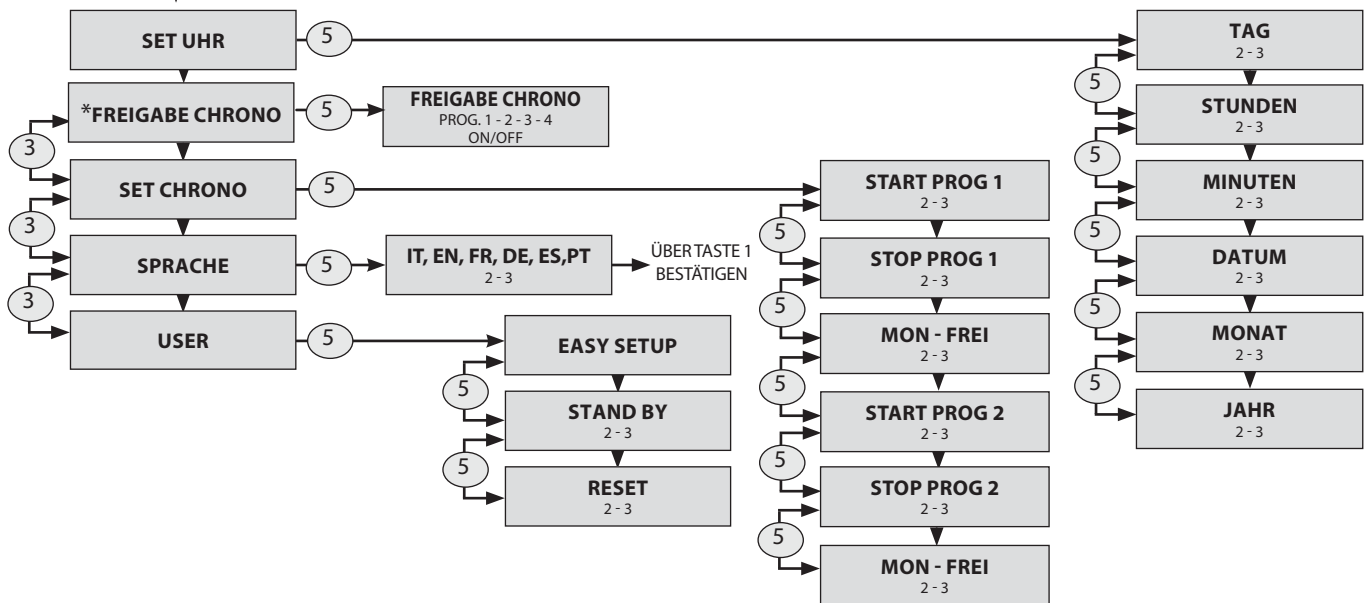 SET UHR
5
*FREIGABE CHRONO
5
FREIGABE CHRONO
PROG. 1 - 2 - 3 - 4
ON/OFF
3
SET CHRONO
5
3
SPRACHE
5
IT, EN, FR, DE, ES,PT
2 - 3
ÜBER TASTE 1
BESTÄTIGEN
3
USER
5
EASY SETUP
5
STAND BY
2 - 3
5
RESET
2 - 3
START PROG 1
2 - 3
5
STOP PROG 1
2 - 3
5
MON - FREI
2 - 3
5
START PROG 2
2 - 3
5
STOP PROG 2
2 - 3
5
MON - FREI
2 - 3
TAG
2 - 3
5
STUNDEN
2 - 3
5
MINUTEN
2 - 3
5
DATUM
2 - 3
5
MONAT
2 - 3
5
JAHR
2 - 3